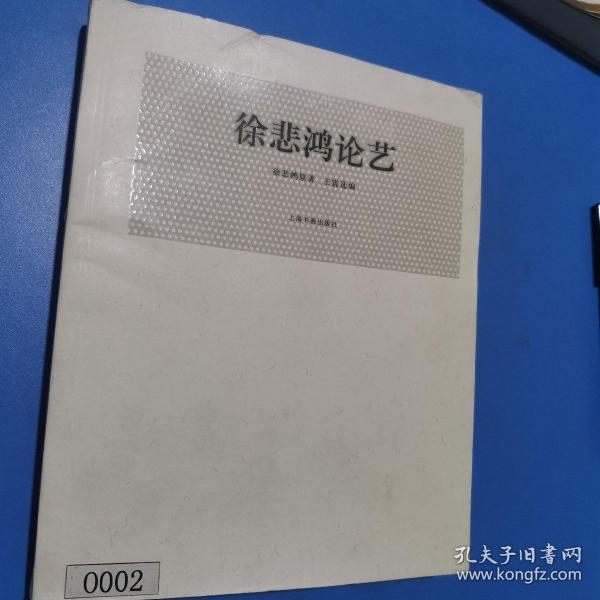 徐悲鸿论艺
徐悲鸿原著 王震选编
上海书画出版社
0002
孔夫子旧書网
www.kongfz.com